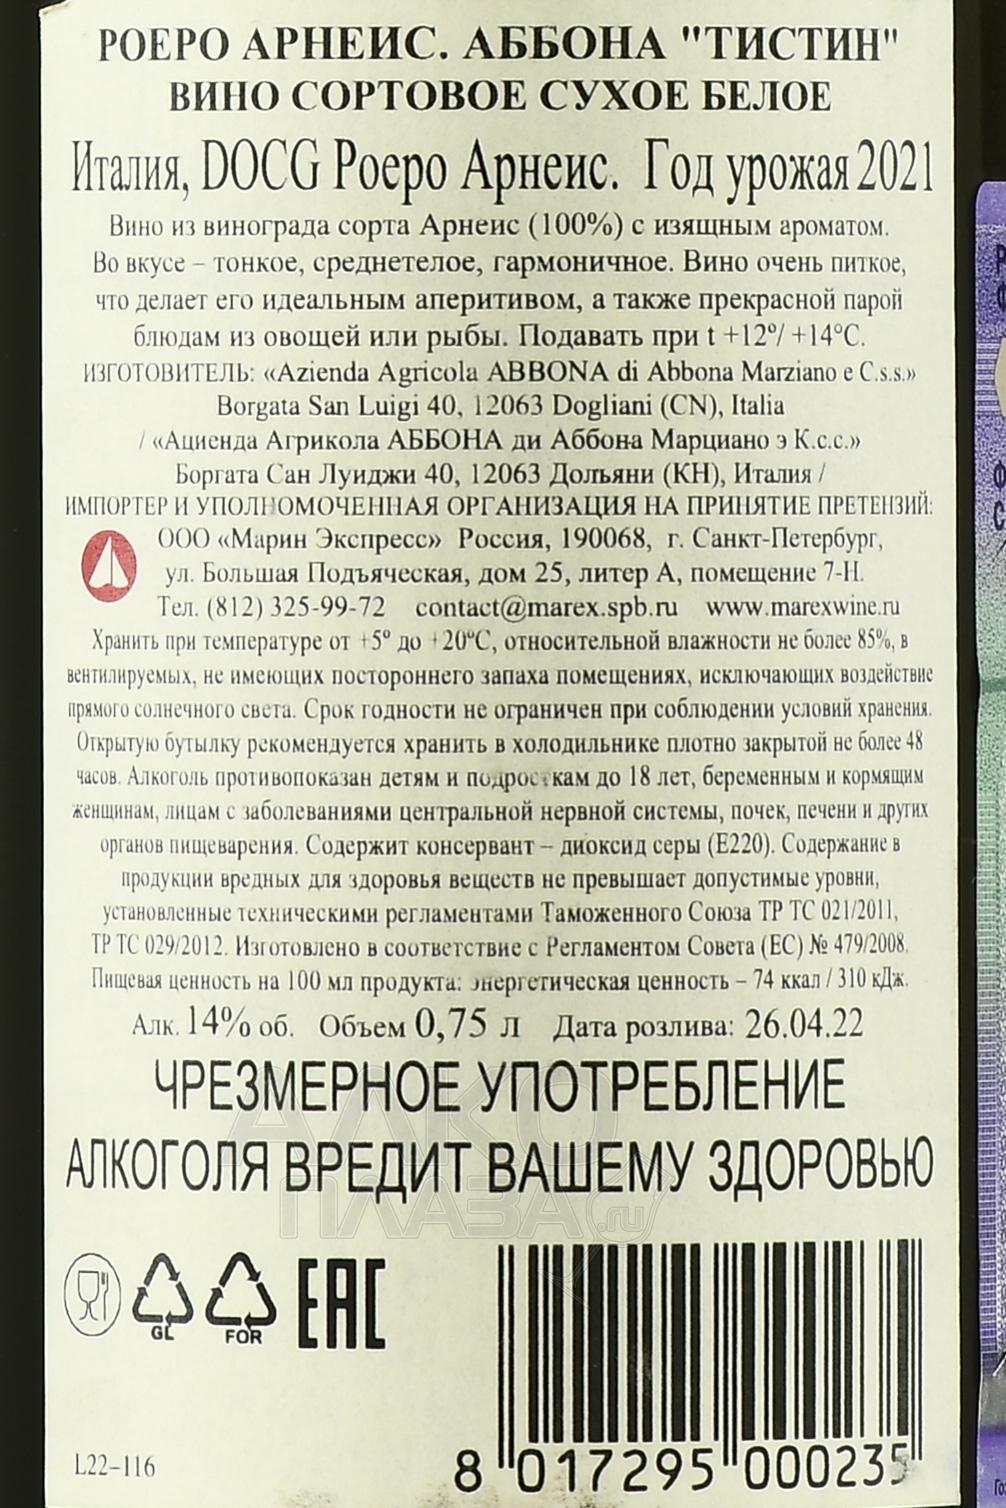 РОЕРО АРНЕИС. АББОНА "ТИСТИН"
ВИНО СОРТОВОЕ СУХОЕ БЕЛОЕ
Италия, DOCG Роеро Арнеис. Год урожая 2021
Вино из винограда сорта Арнеис (100%) с изящным ароматом.
Во вкусе – тонкое, среднетелое, гармоничное. Вино очень питкое,
что делает его идеальным аперитивом, а также прекрасной парой
блюдам из овощей или рыбы. Подавать при t +12º/ +14ºС.
ИЗГОТОВИТЕЛЬ: «Azienda Agricola ABBONA di Abbona Marziano e C.s.s.»
Borgata San Luigi 40, 12063 Dogliani (CN), Italia
/ «Ациенда Агрикола АББОНА ди Аббона Марциано э К.с.с.»
Боргата Сан Луиджи 40, 12063 Дольяни (КН), Италия /
ИМПОРТЕР И УПОЛНОМОЧЕННАЯ ОРГАНИЗАЦИЯ НА ПРИНЯТИЕ ПРЕТЕНЗИЙ:
ООО «Марин Экспресс» Россия, 190068, г. Санкт-Петербург,
ул. Большая Подъяческая, дом 25, литер А, помещение 7-Н.
Тел. (812) 325-99-72 contact@marex.spb.ru www.marexwine.ru
Хранить при температуре от +5º до +20ºС, относительной влажности не более 85%, в
вентилируемых, не имеющих постороннего запаха помещениях, исключающих воздействие
прямого солнечного света. Срок годности не ограничен при соблюдении условий хранения.
Открытую бутылку рекомендуется хранить в холодильнике плотно закрытой не более 48
часов. Алкоголь противопоказан детям и подросткам до 18 лет, беременным и кормящим
женщинам, лицам с заболеваниями центральной нервной системы, почек, печени и других
органов пищеварения. Содержит консервант – диоксид серы (Е220). Содержание в
продукции вредных для здоровья веществ не превышает допустимые уровни,
установленные техническими регламентами Таможенного Союза ТР ТС 021/2011,
ТР ТС 029/2012. Изготовлено в соответствие с Регламентом Совета (ЕС) № 479/2008.
Пищевая ценность на 100 мл продукта: энергетическая ценность – 74 ккал / 310 кДж.
Алк. 14% об. Объем 0,75 л Дата розлива: 26.04.22
ЧРЕЗМЕРНОЕ УПОТРЕБЛЕНИЕ
АЛКОГОЛЯ ВРЕДИТ ВАШЕМУ ЗДОРОВЬЮ
АЛКО
ПЛАЗА.ru
GL FOR EAC
L22-116
8 017295 000235